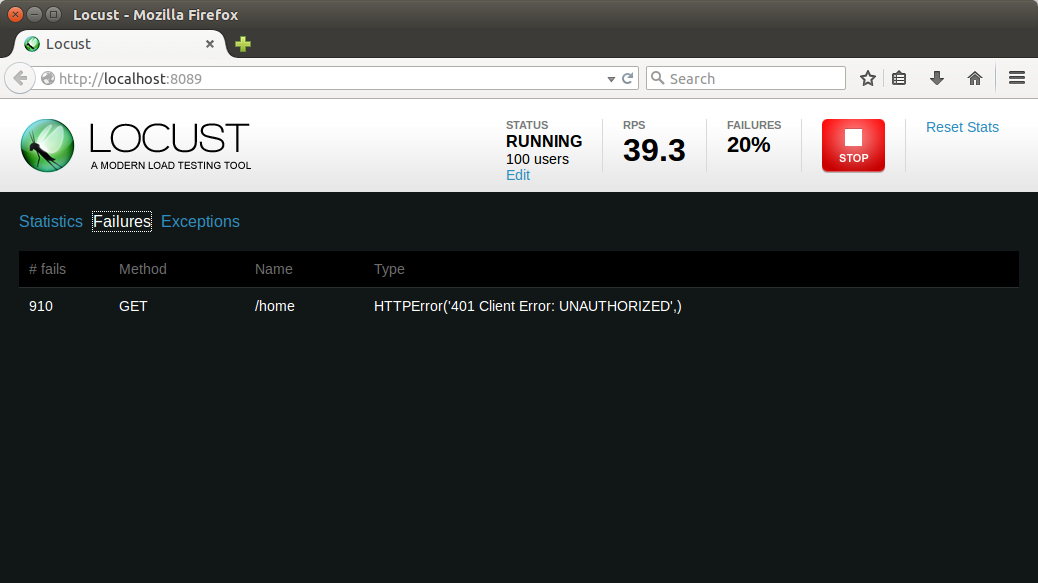 Locust - Mozilla Firefox
Locust
http://localhost:8089
Search
LOCUST
A MODERN LOAD TESTING TOOL
STATUS
RUNNING
100 users
Edit
RPS
39.3
FAILURES
20%
STOP
Reset Stats
Statistics Failures Exceptions
# fails Method Name Type
910 GET /home HTTPError('401 Client Error: UNAUTHORIZED',)